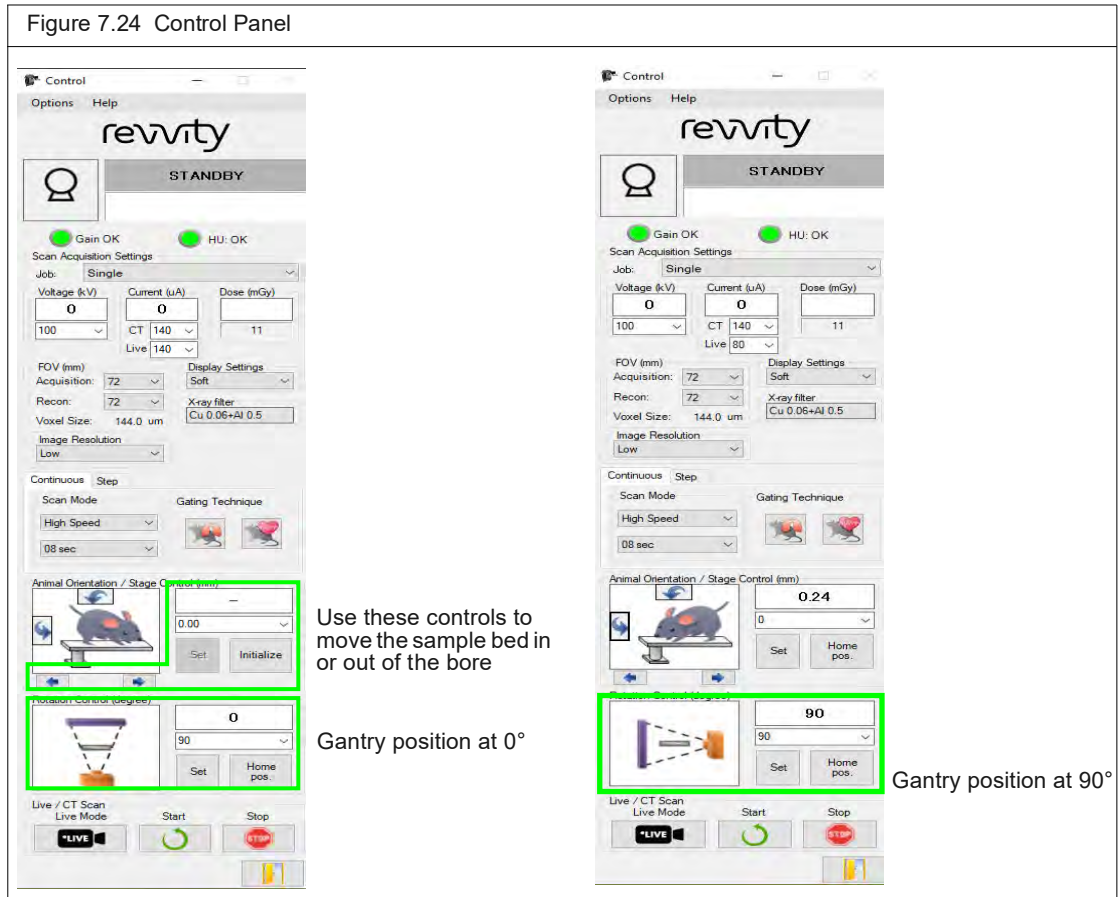 Figure 7.24 Control Panel
Control
Options Help
revvity
STANDBY
Gain OK HU: OK
Scan Acquisition Settings
Job: Single
Voltage (kV) Current (uA) Dose (mGy)
0 0
100 CT 140 11
Live 140
FOV (mm) Display Settings
Acquisition: 72 Soft
Recon: 72 X-ray filter
Voxel Size: 144.0 um Cu 0.06+Al 0.5
Image Resolution
Low
Continuous Step
Scan Mode Gating Technique
High Speed
08 sec
Animal Orientation / Stage Control (mm)
–
0.00
Set Initialize
Rotation Control (degree)
0
90
Set Home pos.
Live / CT Scan
Live Mode Start Stop
LIVE STOP
Use these controls to
move the sample bed in
or out of the bore
Gantry position at 0°
Control
Options Help
revvity
STANDBY
Gain OK HU: OK
Scan Acquisition Settings
Job: Single
Voltage (kV) Current (uA) Dose (mGy)
0 0
100 CT 140 11
Live 80
FOV (mm) Display Settings
Acquisition: 72 Soft
Recon: 72 X-ray filter
Voxel Size: 144.0 um Cu 0.06+Al 0.5
Image Resolution
Low
Continuous Step
Scan Mode Gating Technique
High Speed
08 sec
Animal Orientation / Stage Control (mm)
0.24
0
Set Home pos.
Rotation Control (degree)
90
90
Set Home pos.
Live / CT Scan
Live Mode Start Stop
LIVE STOP
Gantry position at 90°